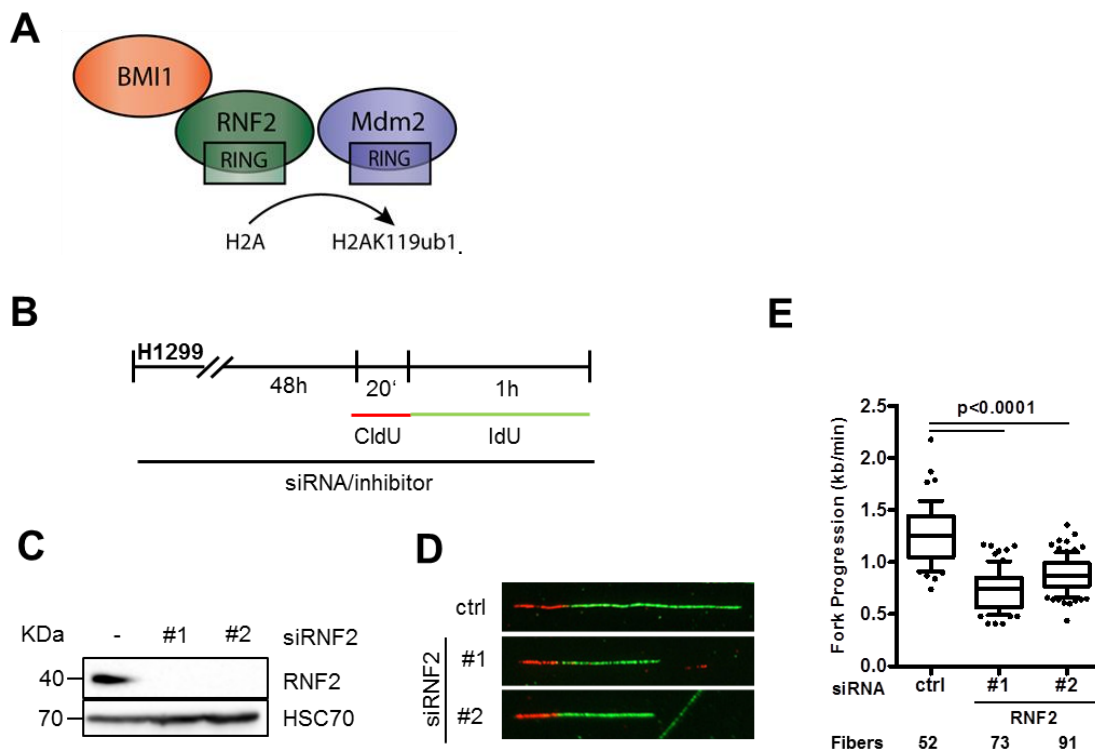 A
BMI1
RNF2
Mdm2
RING
RING
H2A
H2AK119ub1.
B
H1299
48h
20‘
1h
CldU
IdU
siRNA/inhibitor
C
KDa
-
#1
#2
siRNF2
40
RNF2
70
HSC70
D
ctrl
siRNF2
#1
#2
E
p<0.0001
Fork Progression (kb/min)
2.5
2.0
1.5
1.0
0.5
0.0
siRNA
ctrl
#1
#2
RNF2
Fibers
52
73
91